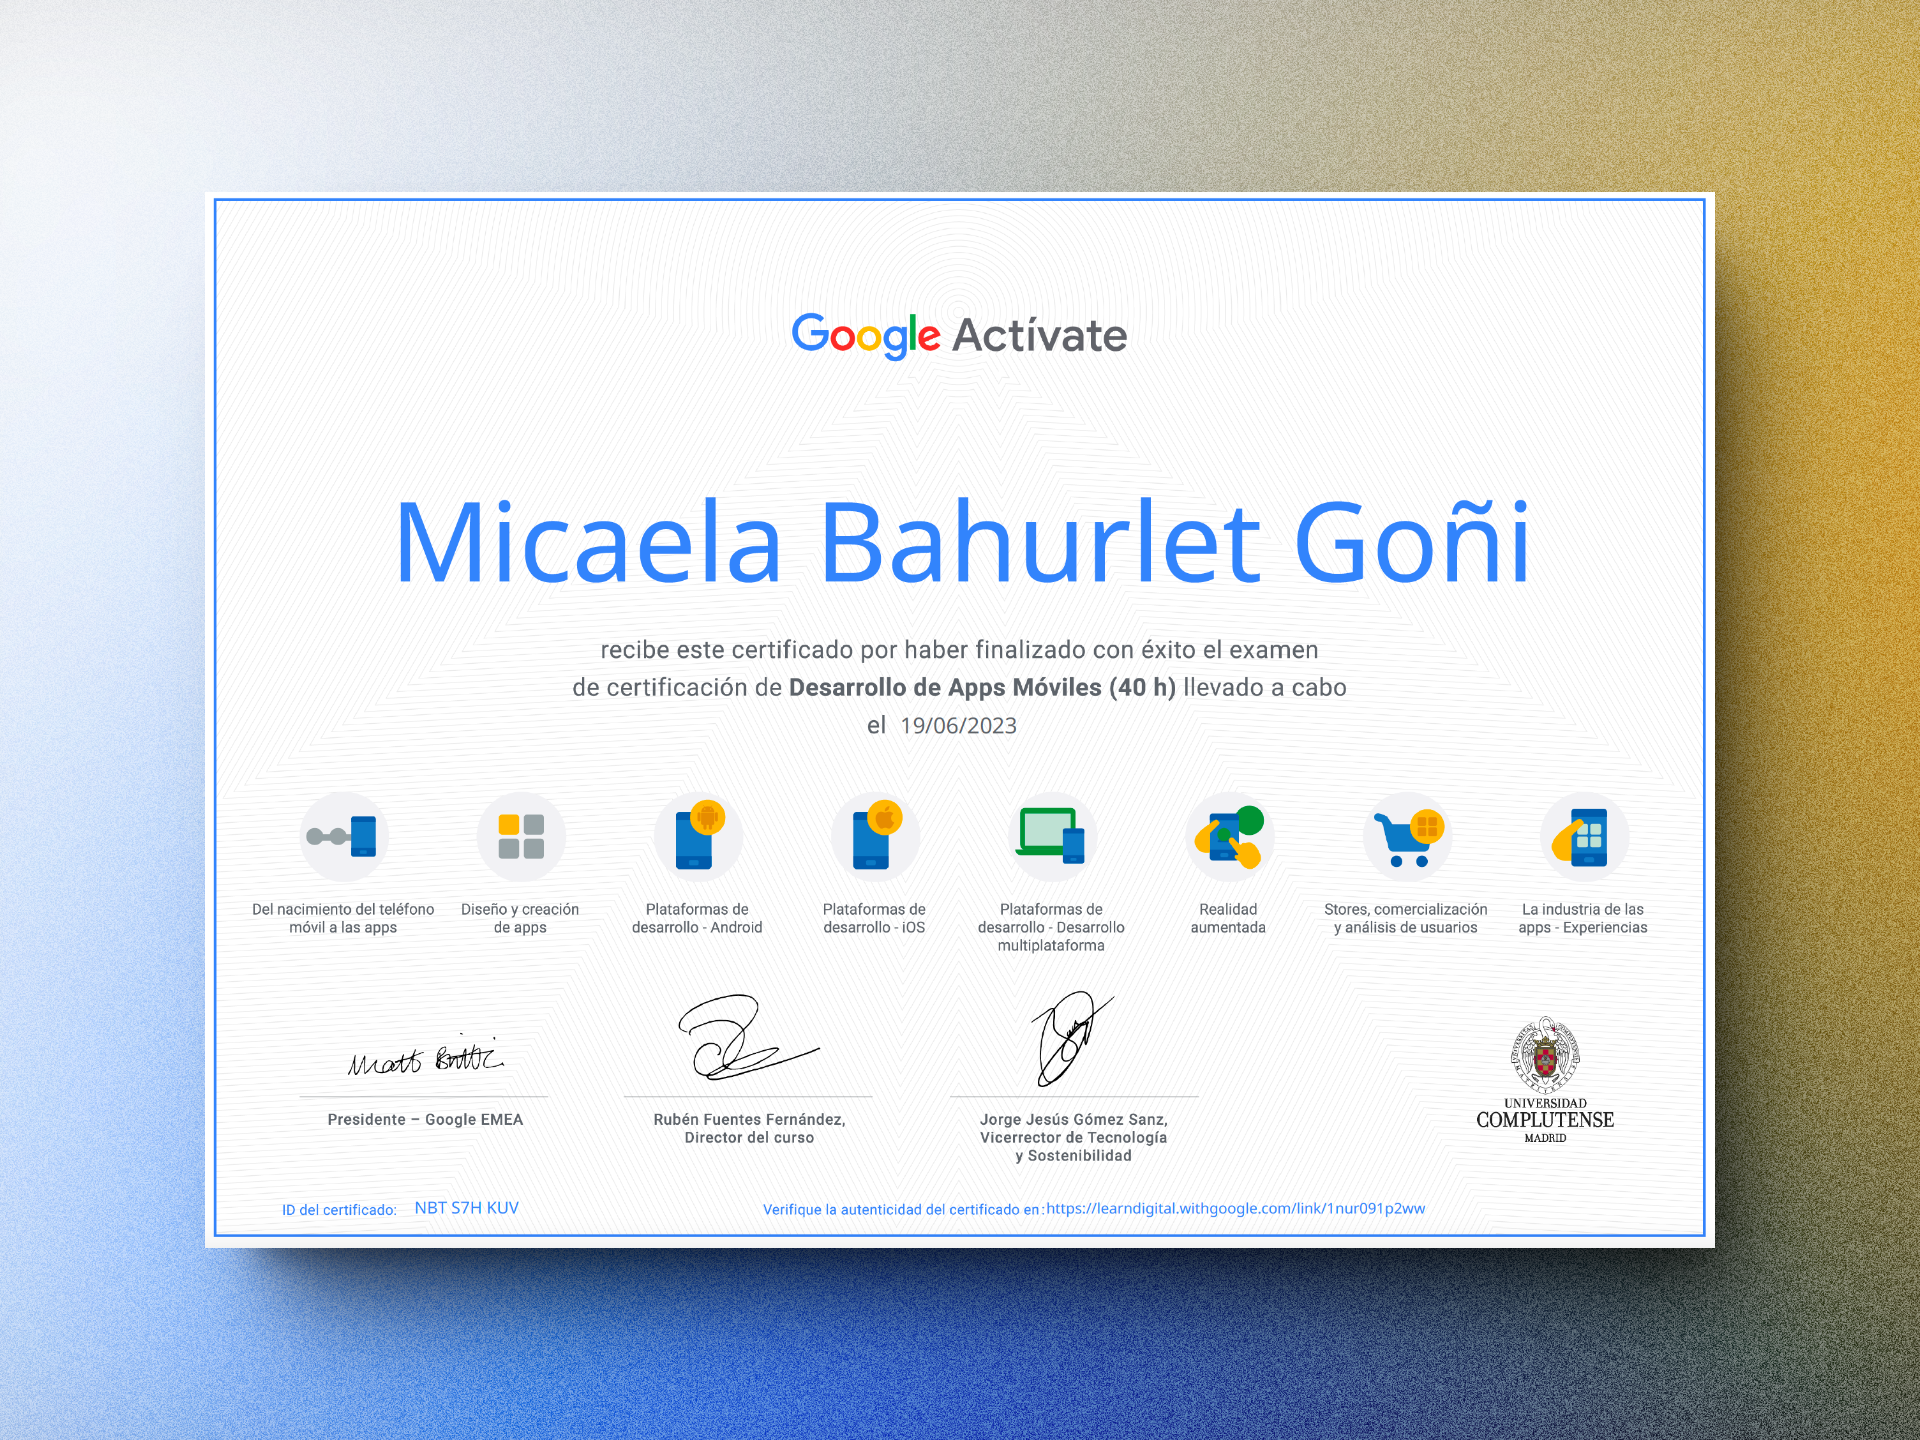 Google Actívate
Micaela Bahurlet Goñi
recibe este certificado por haber finalizado con éxito el examen
de certificación de Desarrollo de Apps Móviles (40 h) llevado a cabo
el 19/06/2023
Del nacimiento del teléfono
móvil a las apps
Diseño y creación
de apps
Plataformas de
desarrollo - Android
Plataformas de
desarrollo - iOS
Plataformas de
desarrollo - Desarrollo
multiplataforma
Realidad
aumentada
Stores, comercialización
y análisis de usuarios
La industria de las
apps - Experiencias
Presidente – Google EMEA
Rubén Fuentes Fernández,
Director del curso
Jorge Jesús Gómez Sanz,
Vicerrector de Tecnología
y Sostenibilidad
UNIVERSIDAD
COMPLUTENSE
MADRID
ID del certificado: NBT S7H KUV
Verifique la autenticidad del certificado en: https://learndigital.withgoogle.com/link/1nur091p2ww